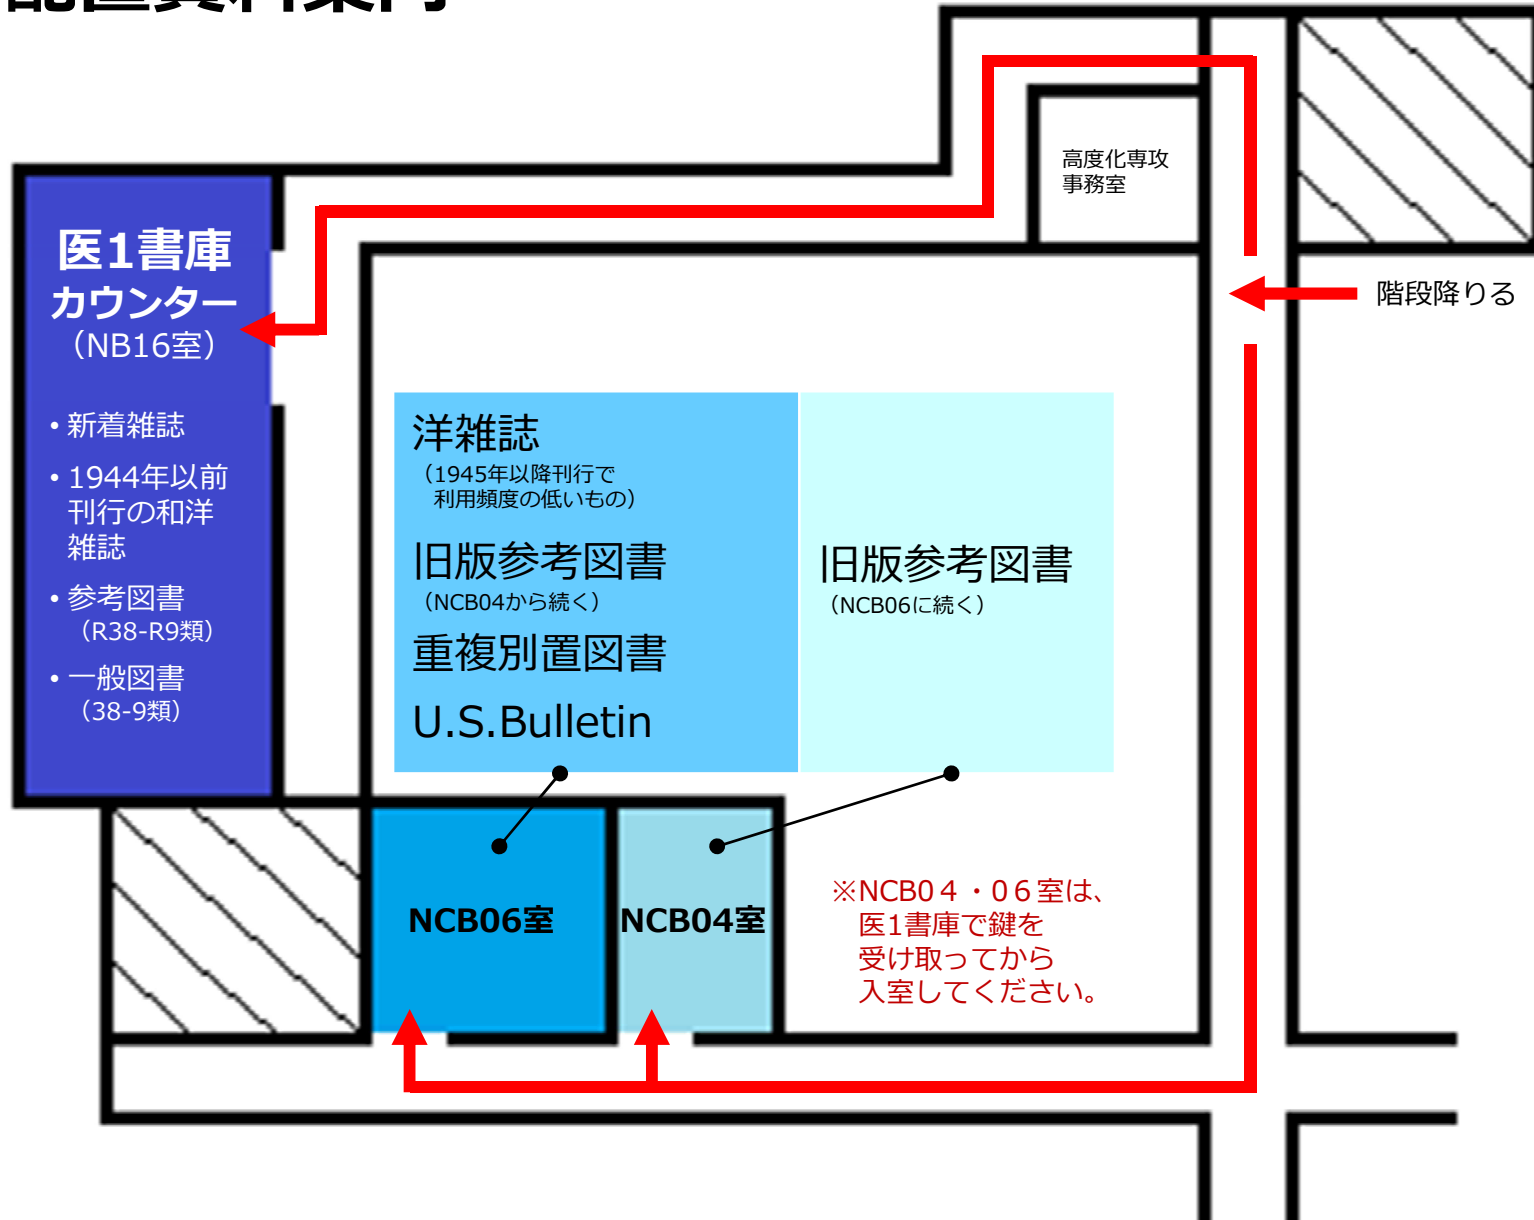 配置資料案内
高度化専攻
事務室
階段降りる
医1書庫
カウンター
（NB16室）
・新着雑誌
・1944年以前
刊行の和洋
雑誌
・参考図書
（R38-R9類）
・一般図書
（38-9類）
洋雑誌
（1945年以降刊行で
利用頻度の低いもの）
旧版参考図書
（NCB04から続く）
重複別置図書
U.S.Bulletin
旧版参考図書
（NCB06に続く）
NCB06室
NCB04室
※NCB０４・０６室は、
医1書庫で鍵を
受け取ってから
入室してください。